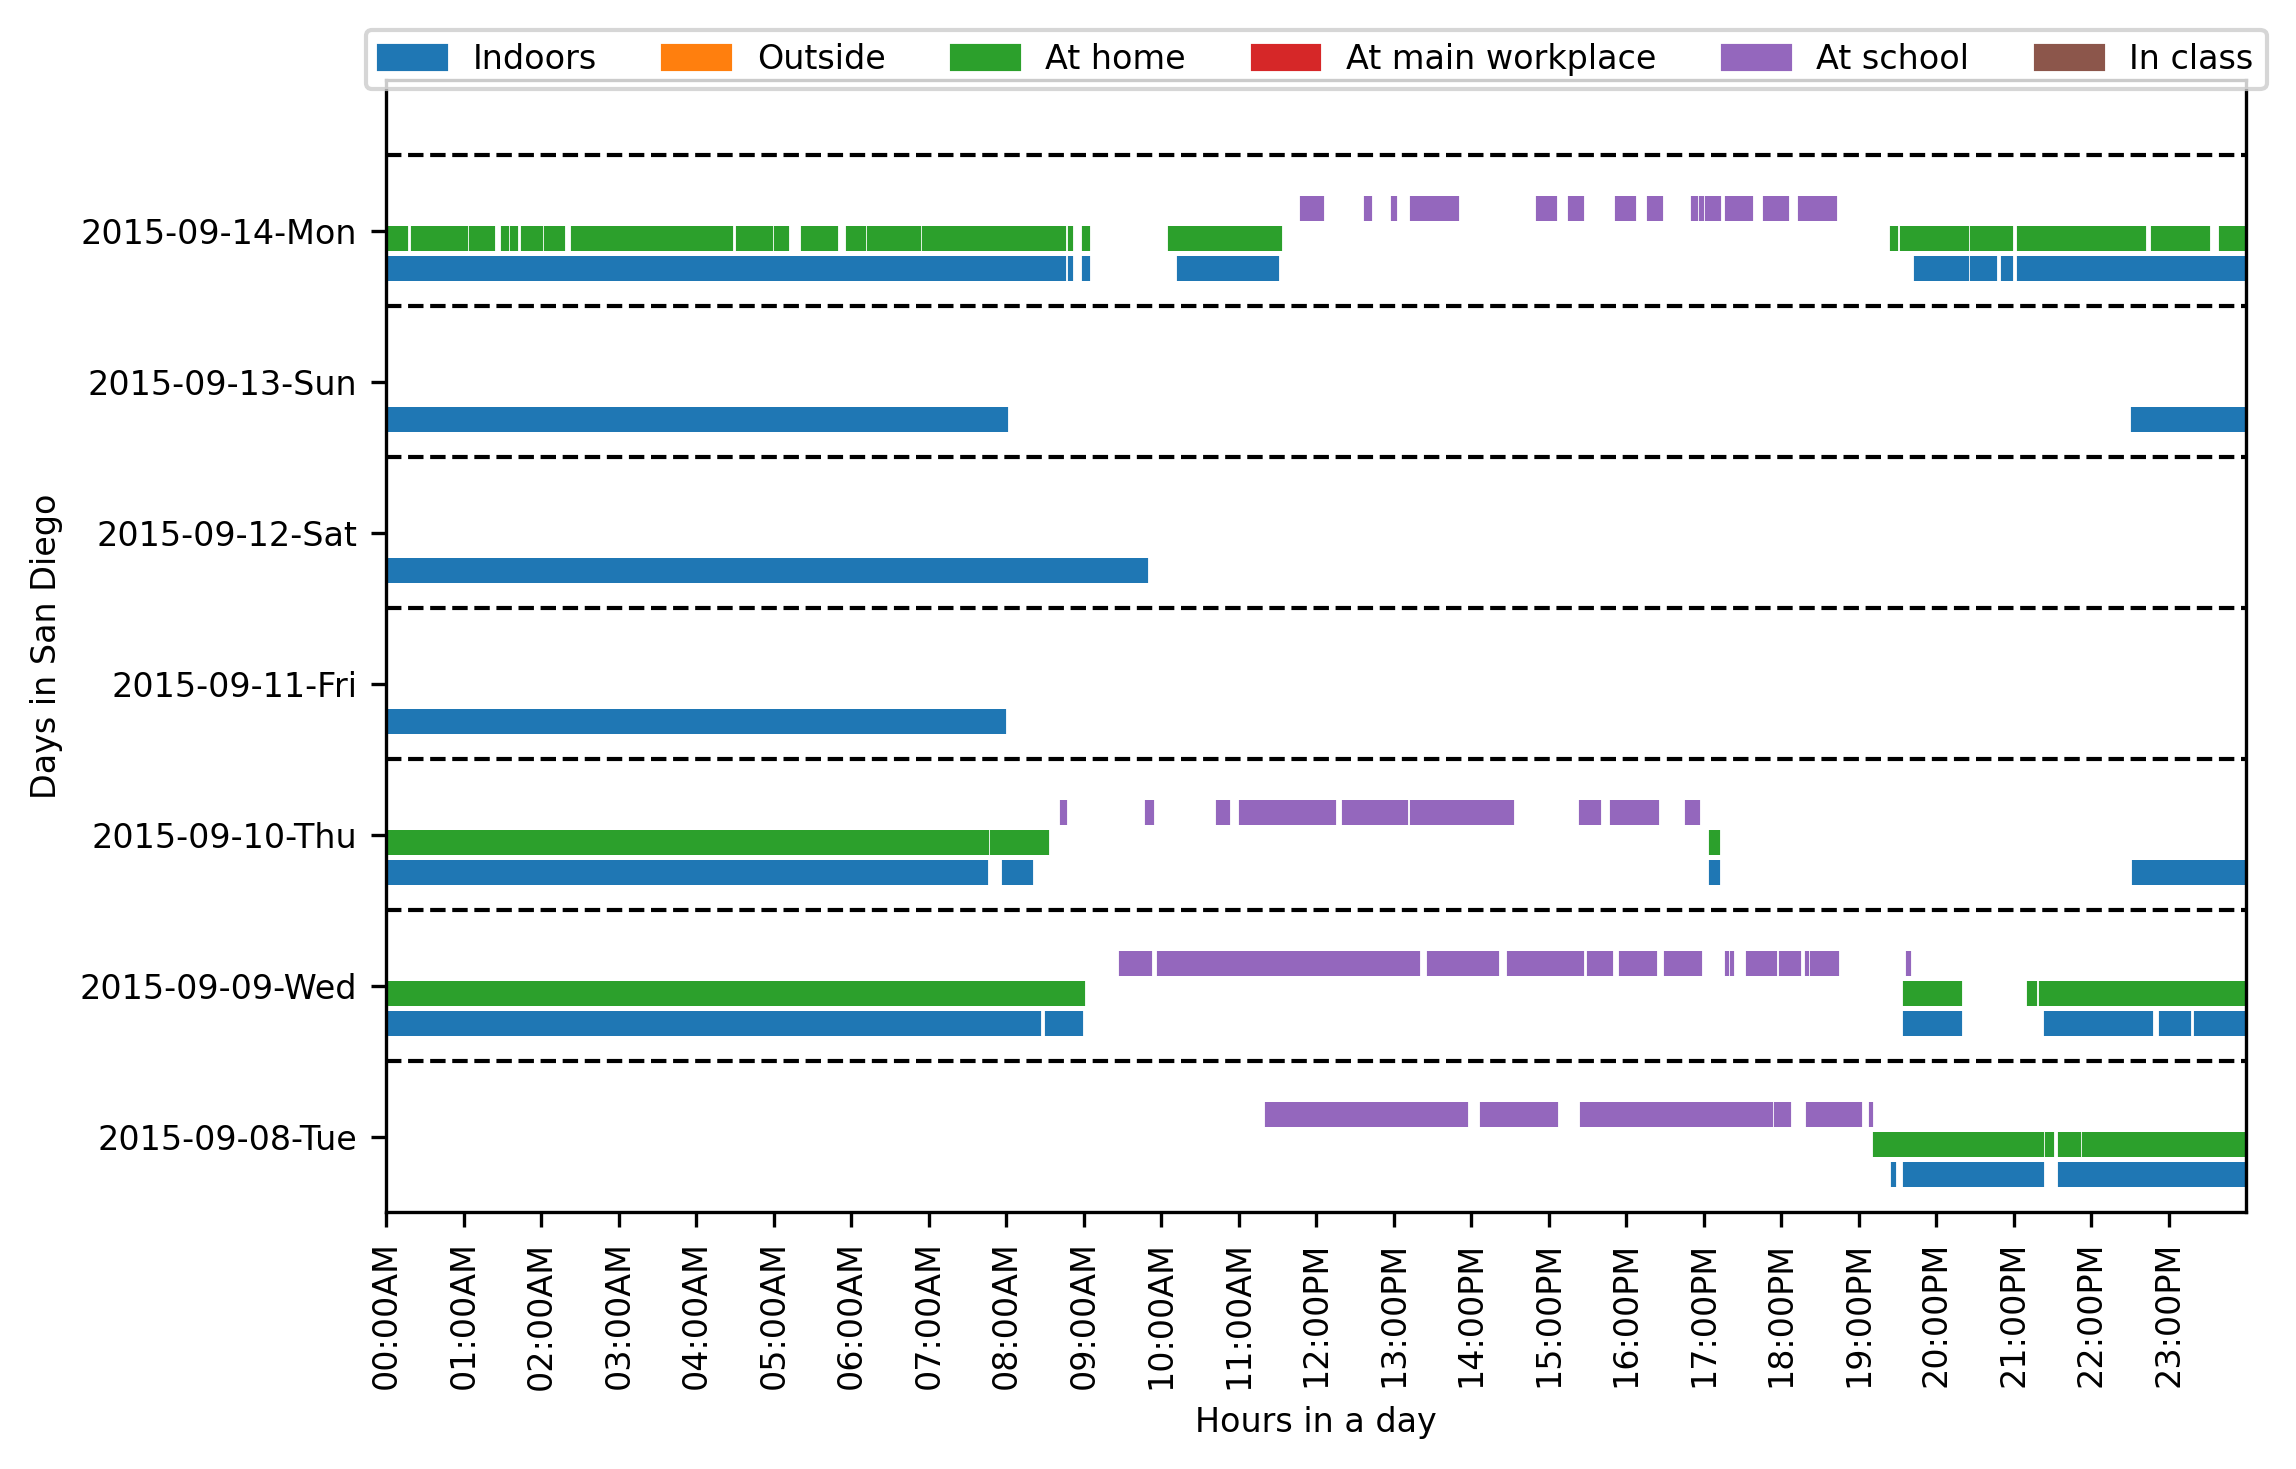 Indoors Outside At home At main workplace At school In class
Days in San Diego
2015-09-14-Mon
2015-09-13-Sun
2015-09-12-Sat
2015-09-11-Fri
2015-09-10-Thu
2015-09-09-Wed
2015-09-08-Tue
00:00AM
01:00AM
02:00AM
03:00AM
04:00AM
05:00AM
06:00AM
07:00AM
08:00AM
09:00AM
10:00AM
11:00AM
12:00PM
13:00PM
14:00PM
15:00PM
16:00PM
17:00PM
18:00PM
19:00PM
20:00PM
21:00PM
22:00PM
23:00PM
Hours in a day